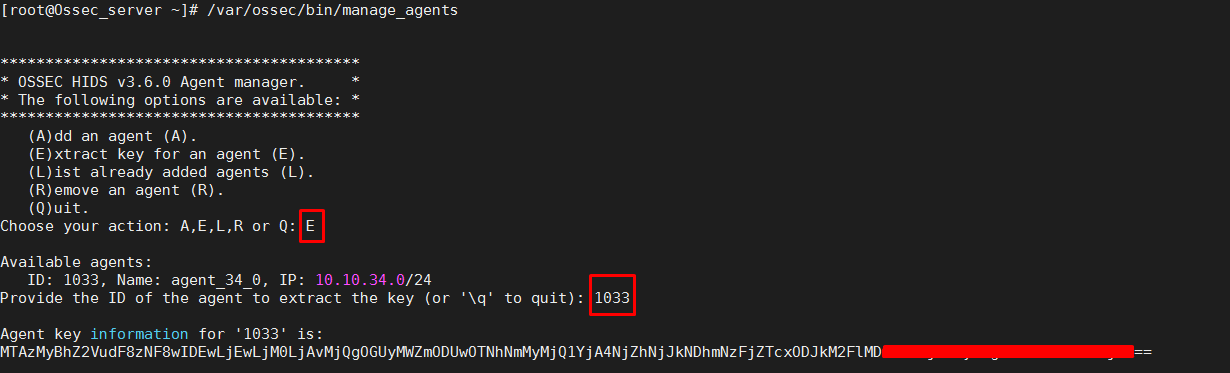 [root@Ossec_server ~]# /var/ossec/bin/manage_agents
****************************************
* OSSEC HIDS v3.6.0 Agent manager.     *
* The following options are available: *
****************************************
(A)dd an agent (A).
(E)xtract key for an agent (E).
(L)ist already added agents (L).
(R)emove an agent (R).
(Q)uit.
Choose your action: A,E,L,R or Q: E
Available agents:
ID: 1033, Name: agent_34_0, IP: 10.10.34.0/24
Provide the ID of the agent to extract the key (or '\q' to quit): 1033
Agent key information for '1033' is:
MTAzMyBhZ2VudF8zNF8wIDEwLjEwLjM0LjAvMjQgOGUyMWZmODUwOTNhNmMyMjQ1YjA4NjZhNjJkNDhmNzFjZTcxODJkM2FlMD ==